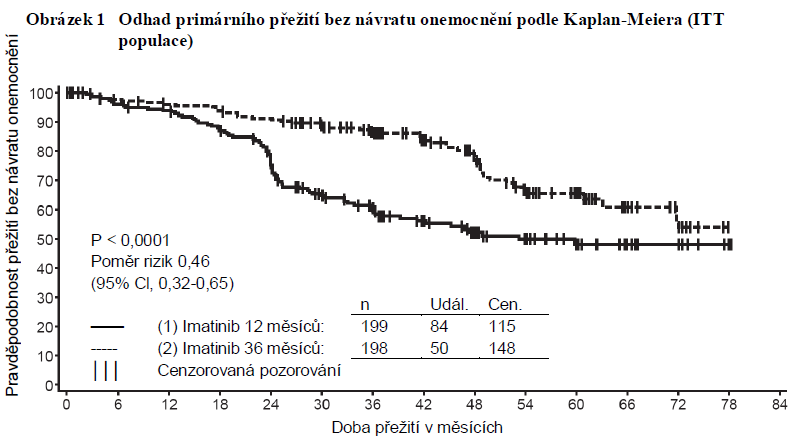 Obrázek 1 Odhad primárního přežití bez návratu onemocnění podle Kaplan-Meiera (ITT
populace)
Pravděpodobnost přežití bez návratu onemocnění
100
90
80
70
60
50
40
30
20
10
0
P < 0,0001
Poměr rizik 0,46
(95% CI, 0,32-0,65)
n Udál. Cen.
(1) Imatinib 12 měsíců: 199 84 115
(2) Imatinib 36 měsíců: 198 50 148
Cenzorovaná pozorování
0 6 12 18 24 30 36 42 48 54 60 66 72 78 84
Doba přežití v měsících